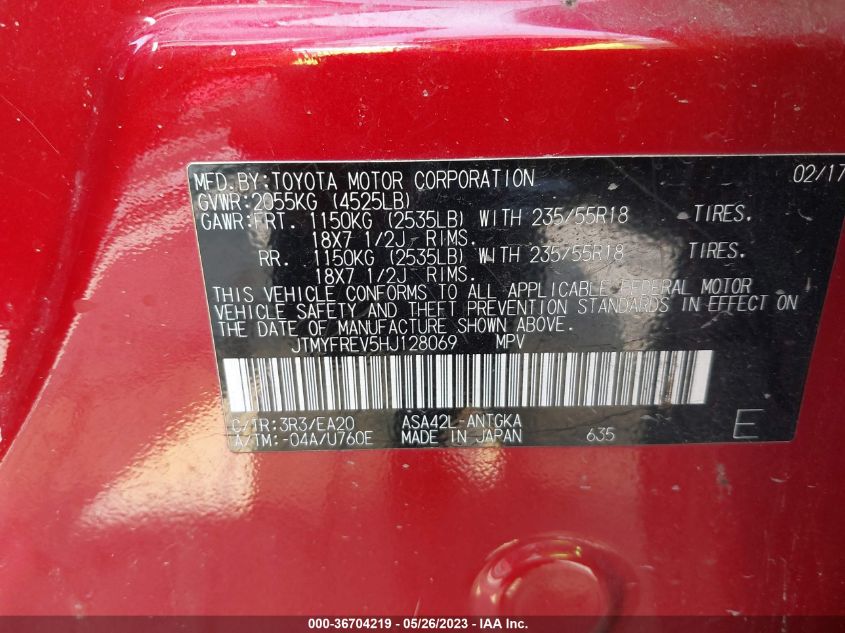 MFD.BY:TOYOTA MOTOR CORPORATION 02/17
GVWR:2055KG (4525LB)
GAWR:FRT. 1150KG (2535LB) WITH 235/55R18 TIRES.
18X7 1/2J RIMS.
RR. 1150KG (2535LB) WITH 235/55R18 TIRES.
18X7 1/2J RIMS.
THIS VEHICLE CONFORMS TO ALL APPLICABLE FEDERAL MOTOR
VEHICLE SAFETY AND THEFT PREVENTION STANDARDS IN EFFECT ON
THE DATE OF MANUFACTURE SHOWN ABOVE.
JTMYFREV5HJ128069 MPV
C/TR:3R3/EA20 ASA42L-ANTGKA
A/TM:-04A/U760E MADE IN JAPAN 635 E
000-36704219 - 05/26/2023 - IAA Inc.